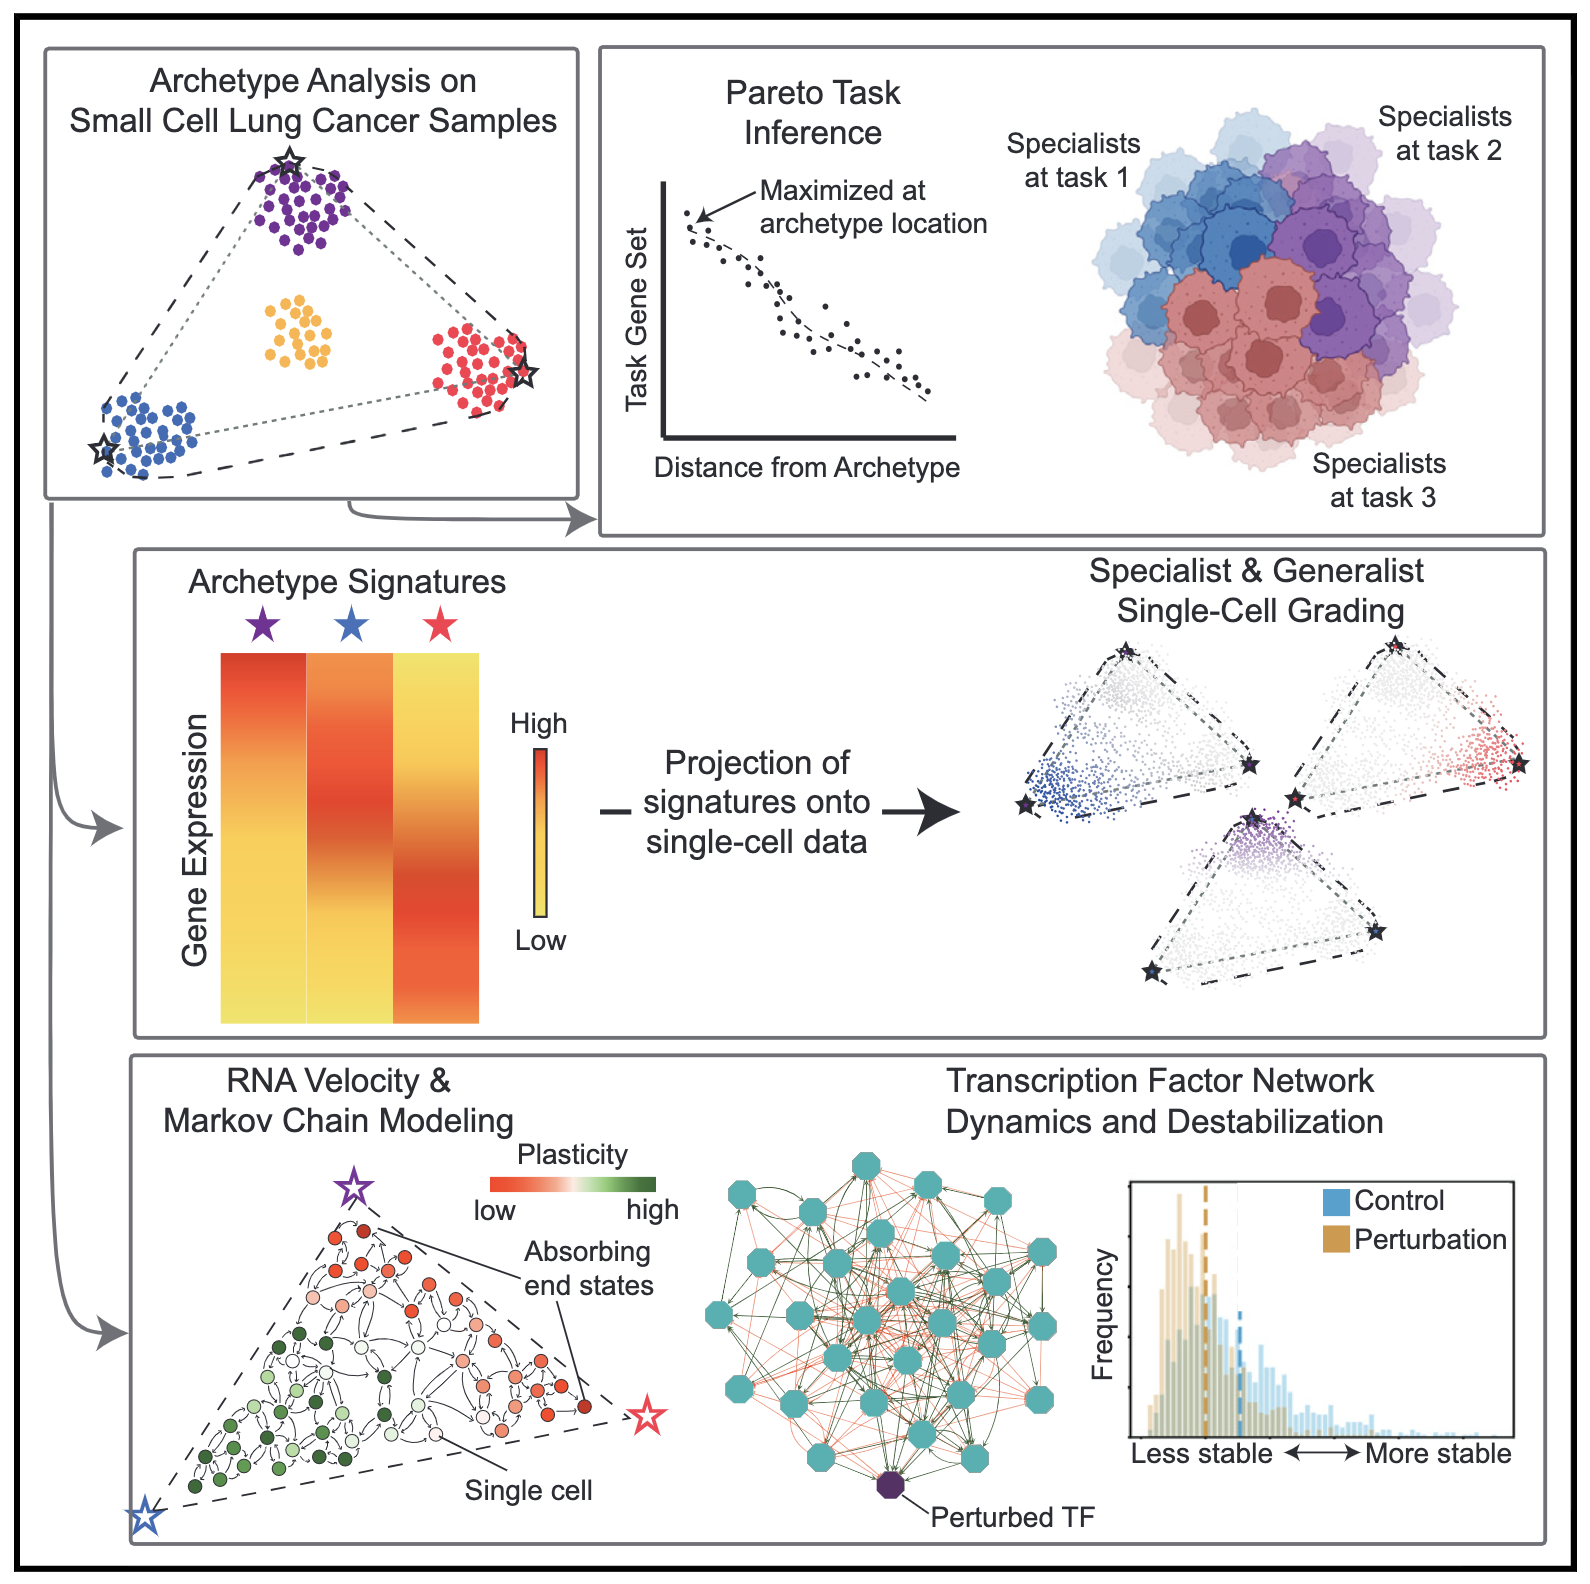 Archetype Analysis on
Small Cell Lung Cancer Samples
Pareto Task
Inference
Maximized at
archetype location
Task Gene Set
Distance from Archetype
Specialists
at task 1
Specialists
at task 2
Specialists
at task 3
Archetype Signatures
Gene Expression
High
Low
Projection of
signatures onto
single-cell data
Specialist & Generalist
Single-Cell Grading
RNA Velocity &
Markov Chain Modeling
Plasticity
low high
Absorbing
end states
Single cell
Transcription Factor Network
Dynamics and Destabilization
Perturbed TF
Frequency
Control
Perturbation
Less stable More stable